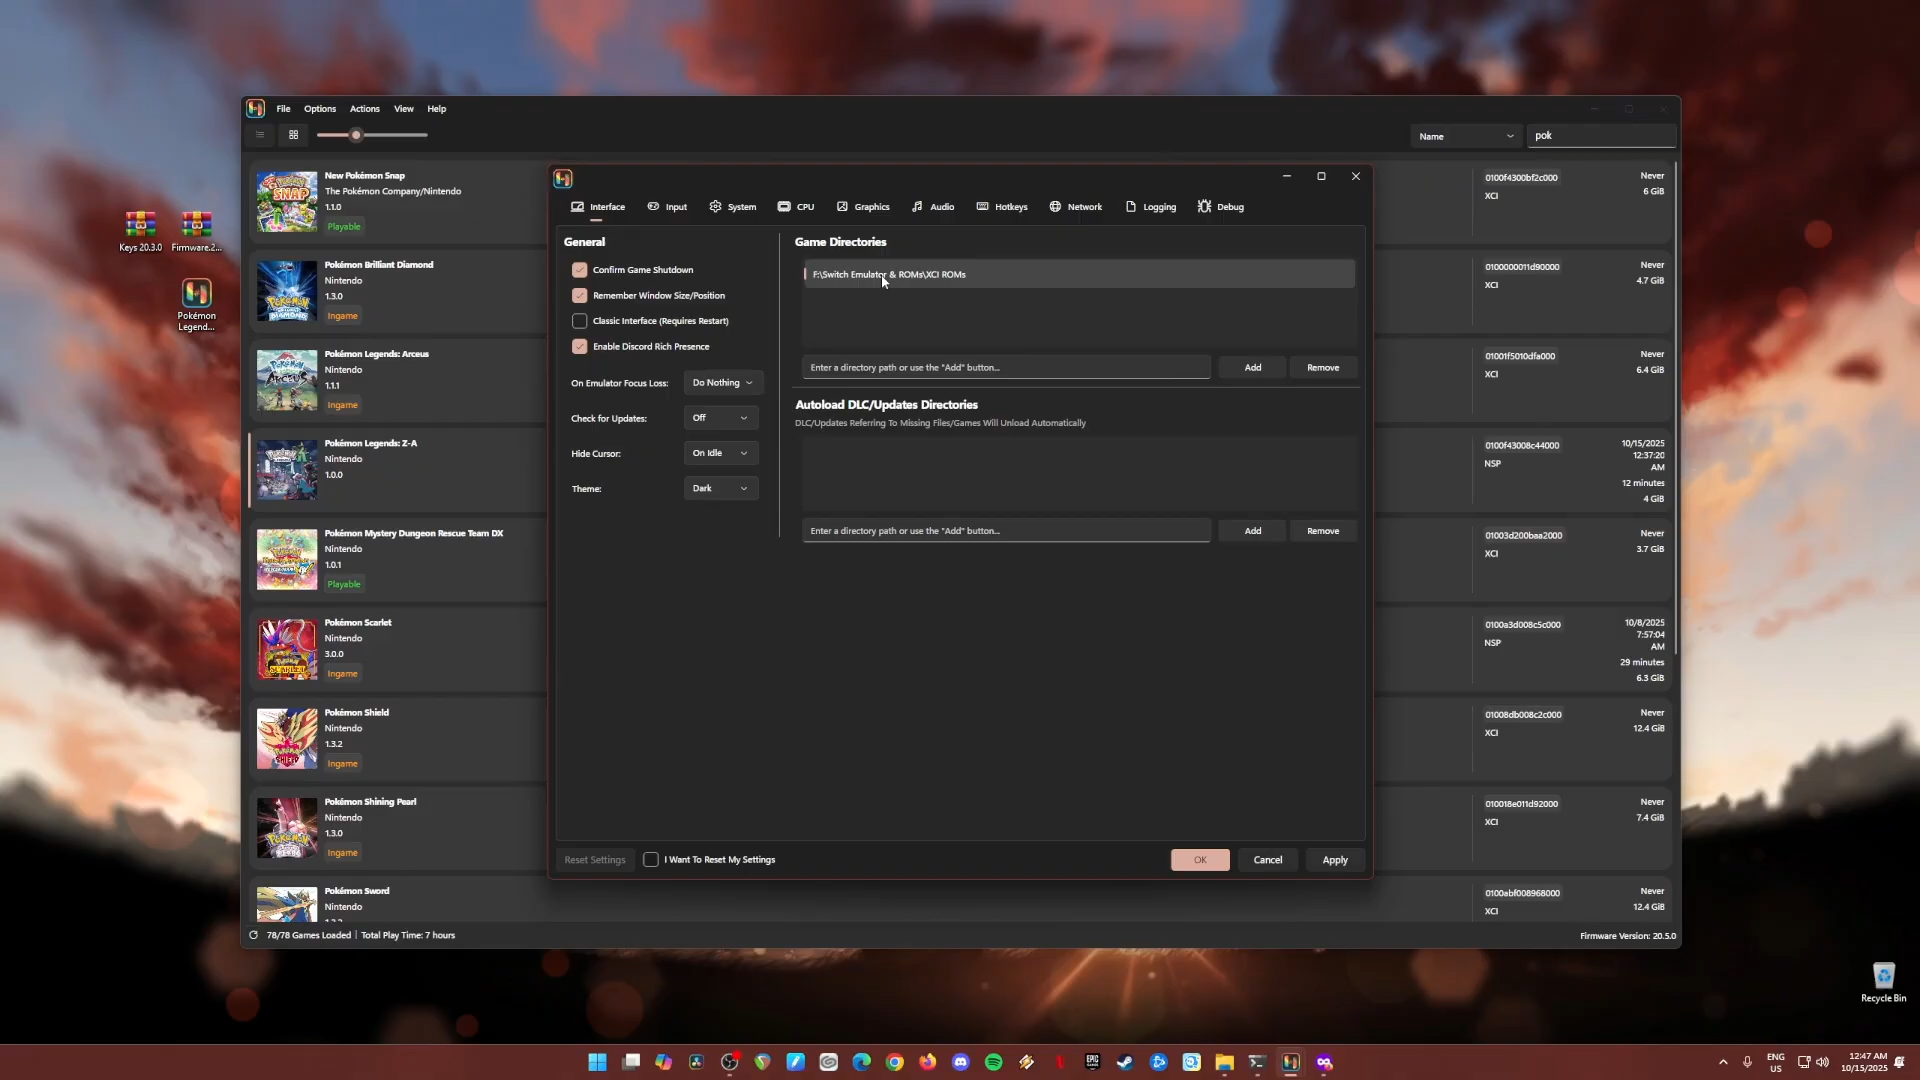 File Options Actions View Help
Name
pok
Keys 20.3.0
Firmware.2...
Pokémon
Legend...
New Pokémon Snap
The Pokémon Company/Nintendo
1.1.0
Playable
0100f4300bf2c000
XCI
Never
6 GiB
Pokémon Brilliant Diamond
Nintendo
1.3.0
Ingame
0100000011d90000
XCI
Never
4.7 GiB
Pokémon Legends: Arceus
Nintendo
1.1.1
Ingame
01001f5010dfa000
XCI
Never
6.4 GiB
Pokémon Legends: Z-A
Nintendo
1.0.0
0100f43008c44000
NSP
10/15/2025
12:37:20
AM
12 minutes
4 GiB
Pokémon Mystery Dungeon Rescue Team DX
Nintendo
1.0.1
Playable
01003d200baa2000
XCI
Never
3.7 GiB
Pokémon Scarlet
Nintendo
3.0.0
Ingame
0100a3d008c5c000
NSP
10/8/2025
7:57:04
AM
29 minutes
6.3 GiB
Pokémon Shield
Nintendo
1.3.2
Ingame
01008db008c2c000
XCI
Never
12.4 GiB
Pokémon Shining Pearl
Nintendo
1.3.0
Ingame
010018e011d92000
XCI
Never
7.4 GiB
Pokémon Sword
Nintendo
0100abf008968000
XCI
Never
12.4 GiB
Interface Input System CPU Graphics Audio Hotkeys Network Logging Debug
General
Confirm Game Shutdown
Remember Window Size/Position
Classic Interface (Requires Restart)
Enable Discord Rich Presence
On Emulator Focus Loss: Do Nothing
Check for Updates: Off
Hide Cursor: On Idle
Theme: Dark
Game Directories
F:\Switch Emulator & ROMs\XCI ROMs
Enter a directory path or use the "Add" button... Add Remove
Autoload DLC/Updates Directories
DLC/Updates Referring To Missing Files/Games Will Unload Automatically
Enter a directory path or use the "Add" button... Add Remove
Reset Settings I Want To Reset My Settings OK Cancel Apply
78/78 Games Loaded | Total Play Time: 7 hours
Firmware Version: 20.5.0
Recycle Bin
ENG
US
12:47 AM
10/15/2025